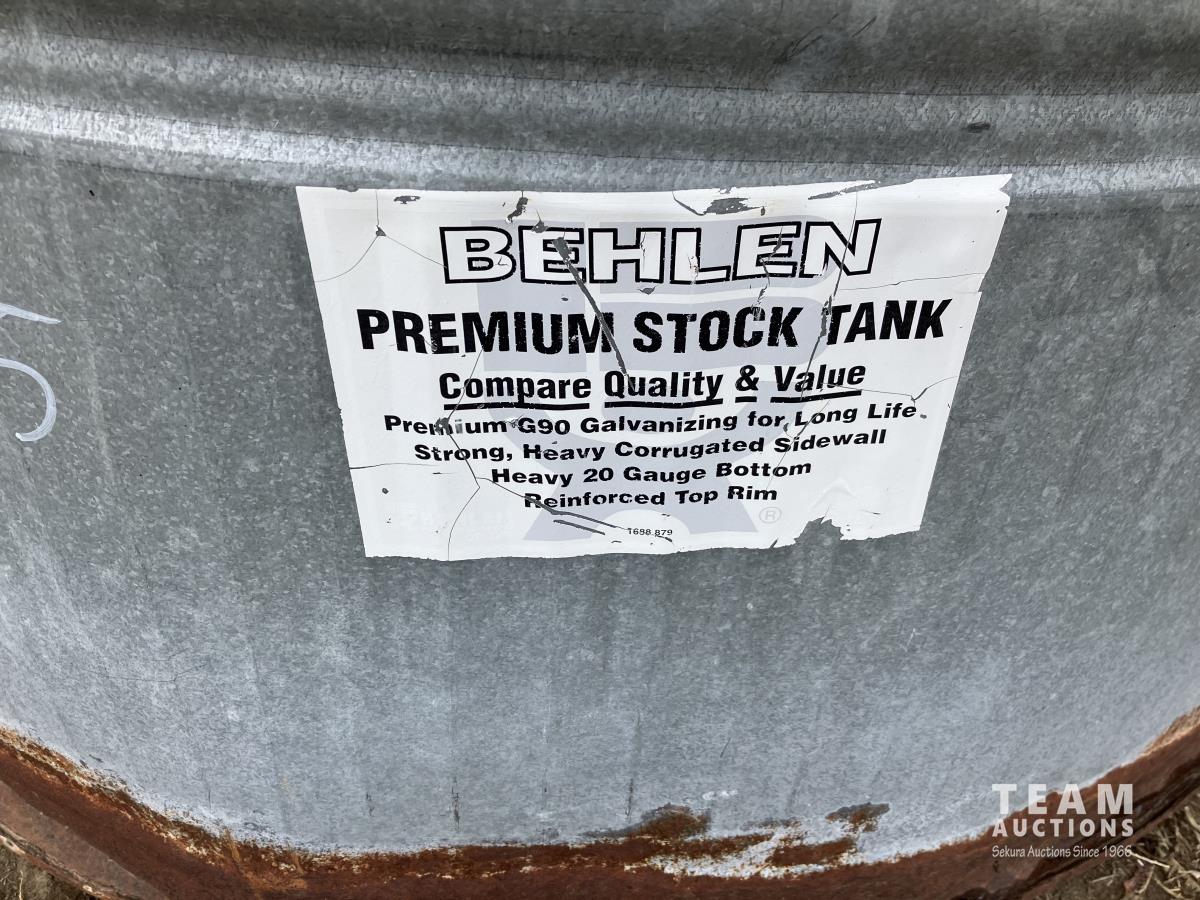 BEHLEN
PREMIUM STOCK TANK
Compare Quality & Value
Premium G90 Galvanizing for Long Life
Strong, Heavy Corrugated Sidewall
Heavy 20 Gauge Bottom
Reinforced Top Rim
®
1688 879
TEAM
AUCTIONS
Sekura Auctions Since 1966